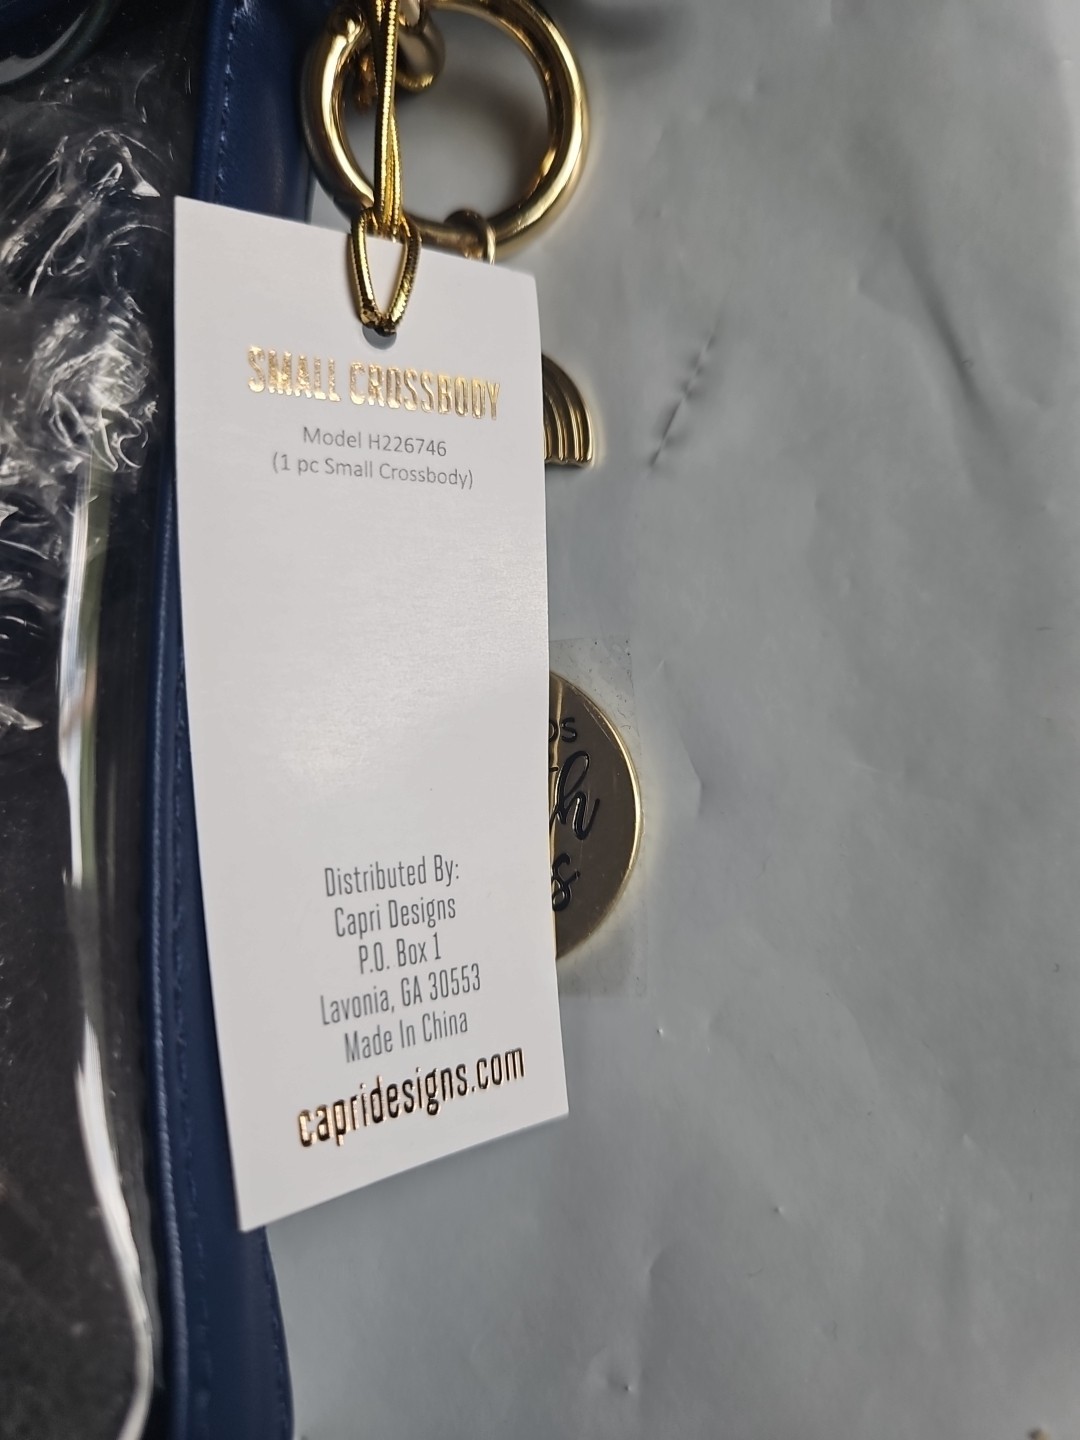 SMALL CROSSBODY
Model H226746
(1 pc Small Crossbody)
Distributed By:
Capri Designs
P.O. Box 1
Lavonia, GA 30553
Made In China
capridesigns.com